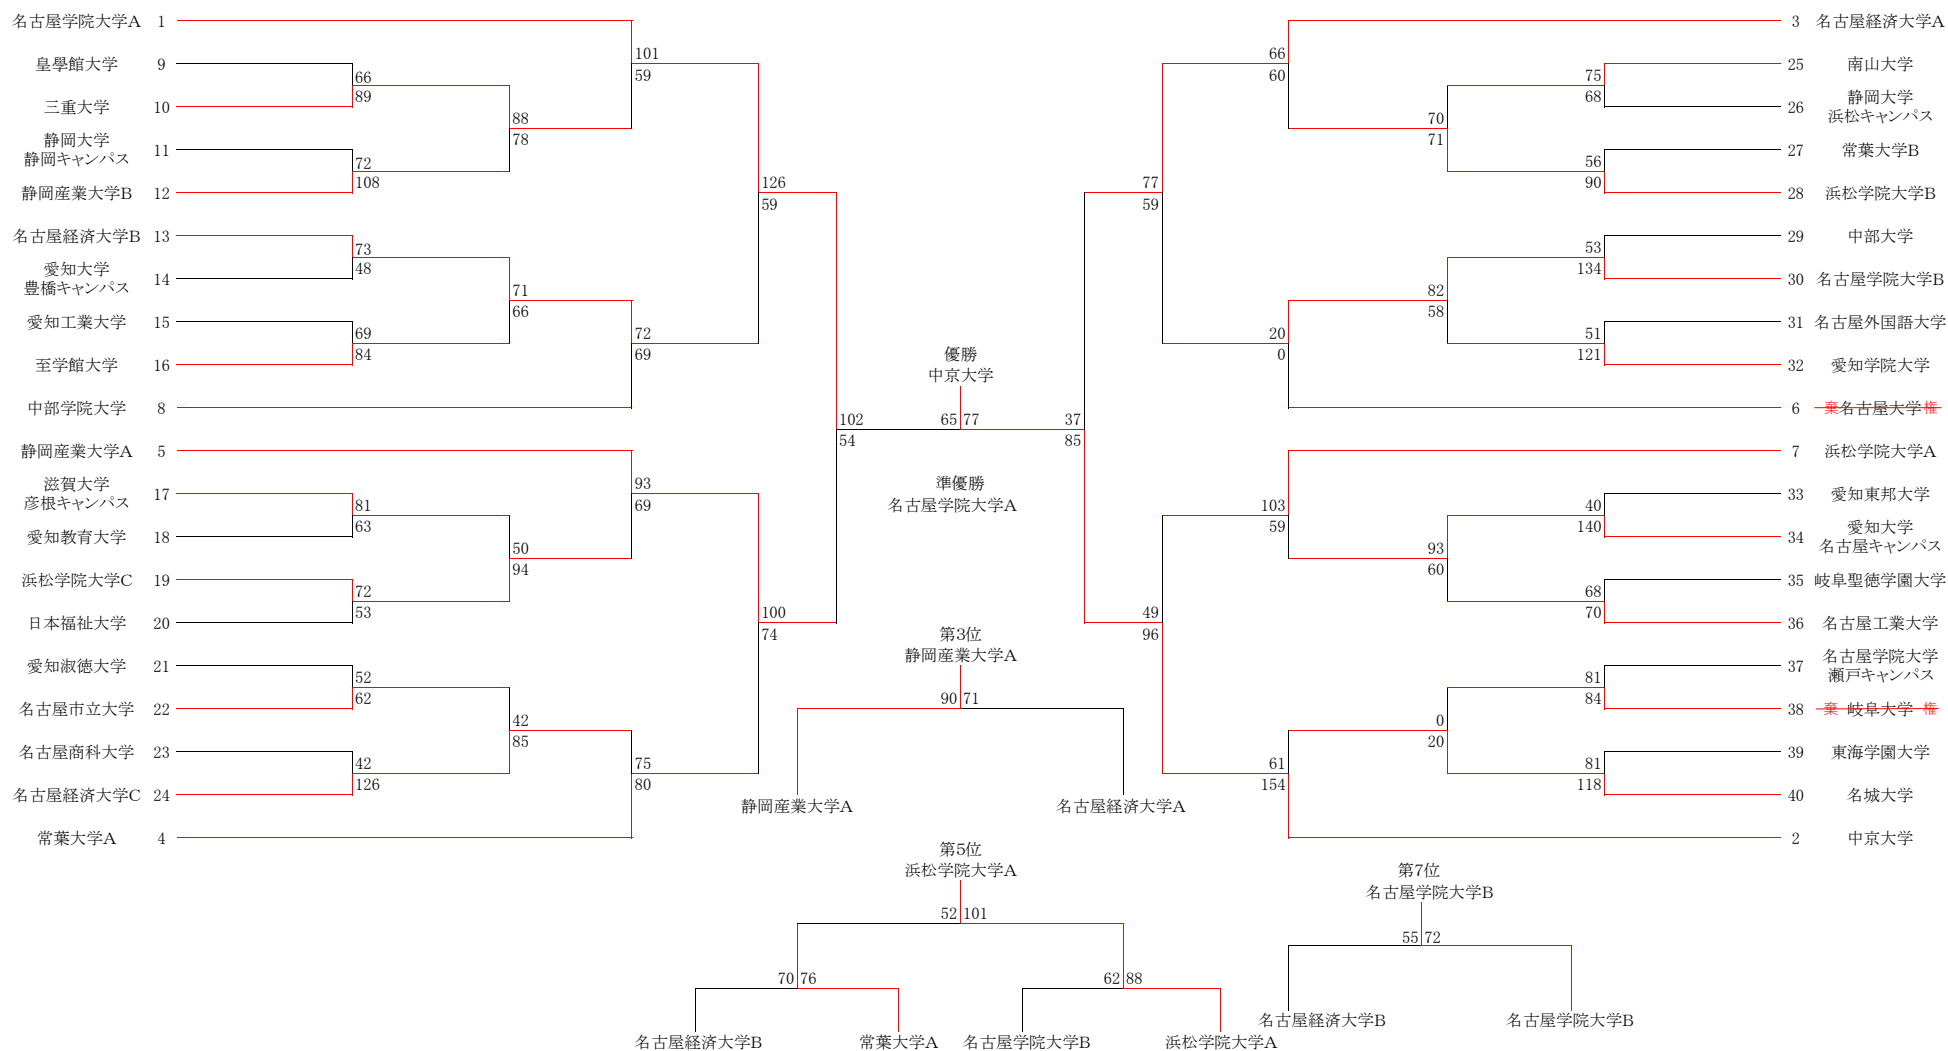 名古屋学院大学A 1
皇學館大学 9
三重大学 10
静岡大学
静岡キャンパス 11
静岡産業大学B 12
名古屋経済大学B 13
愛知大学
豊橋キャンパス 14
愛知工業大学 15
至学館大学 16
中部学院大学 8
静岡産業大学A 5
滋賀大学
彦根キャンパス 17
愛知教育大学 18
浜松学院大学C 19
日本福祉大学 20
愛知淑徳大学 21
名古屋市立大学 22
名古屋商科大学 23
名古屋経済大学C 24
常葉大学A 4
66
89
72
108
73
48
69
84
81
63
72
53
52
62
42
126
88
78
71
66
50
94
42
85
101
59
72
69
93
69
75
80
126
59
100
74
102
54
優勝
中京大学
65 77
準優勝
名古屋学院大学A
37
85
77
59
49
96
66
60
20
0
103
59
61
154
70
71
82
58
93
60
0
20
75
68
56
90
53
134
51
121
40
140
68
70
81
84
81
118
3 名古屋経済大学A
25 南山大学
26 静岡大学
浜松キャンパス
27 常葉大学B
28 浜松学院大学B
29 中部大学
30 名古屋学院大学B
31 名古屋外国語大学
32 愛知学院大学
6 棄名古屋大学権
7 浜松学院大学A
33 愛知東邦大学
34 愛知大学
名古屋キャンパス
35 岐阜聖徳学園大学
36 名古屋工業大学
37 名古屋学院大学
瀬戸キャンパス
38 棄 岐阜大学 権
39 東海学園大学
40 名城大学
2 中京大学
第3位
静岡産業大学A
90 71
静岡産業大学A 名古屋経済大学A
第5位
浜松学院大学A
52 101
70 76 62 88
名古屋経済大学B 常葉大学A 名古屋学院大学B 浜松学院大学A
第7位
名古屋学院大学B
55 72
名古屋経済大学B 名古屋学院大学B